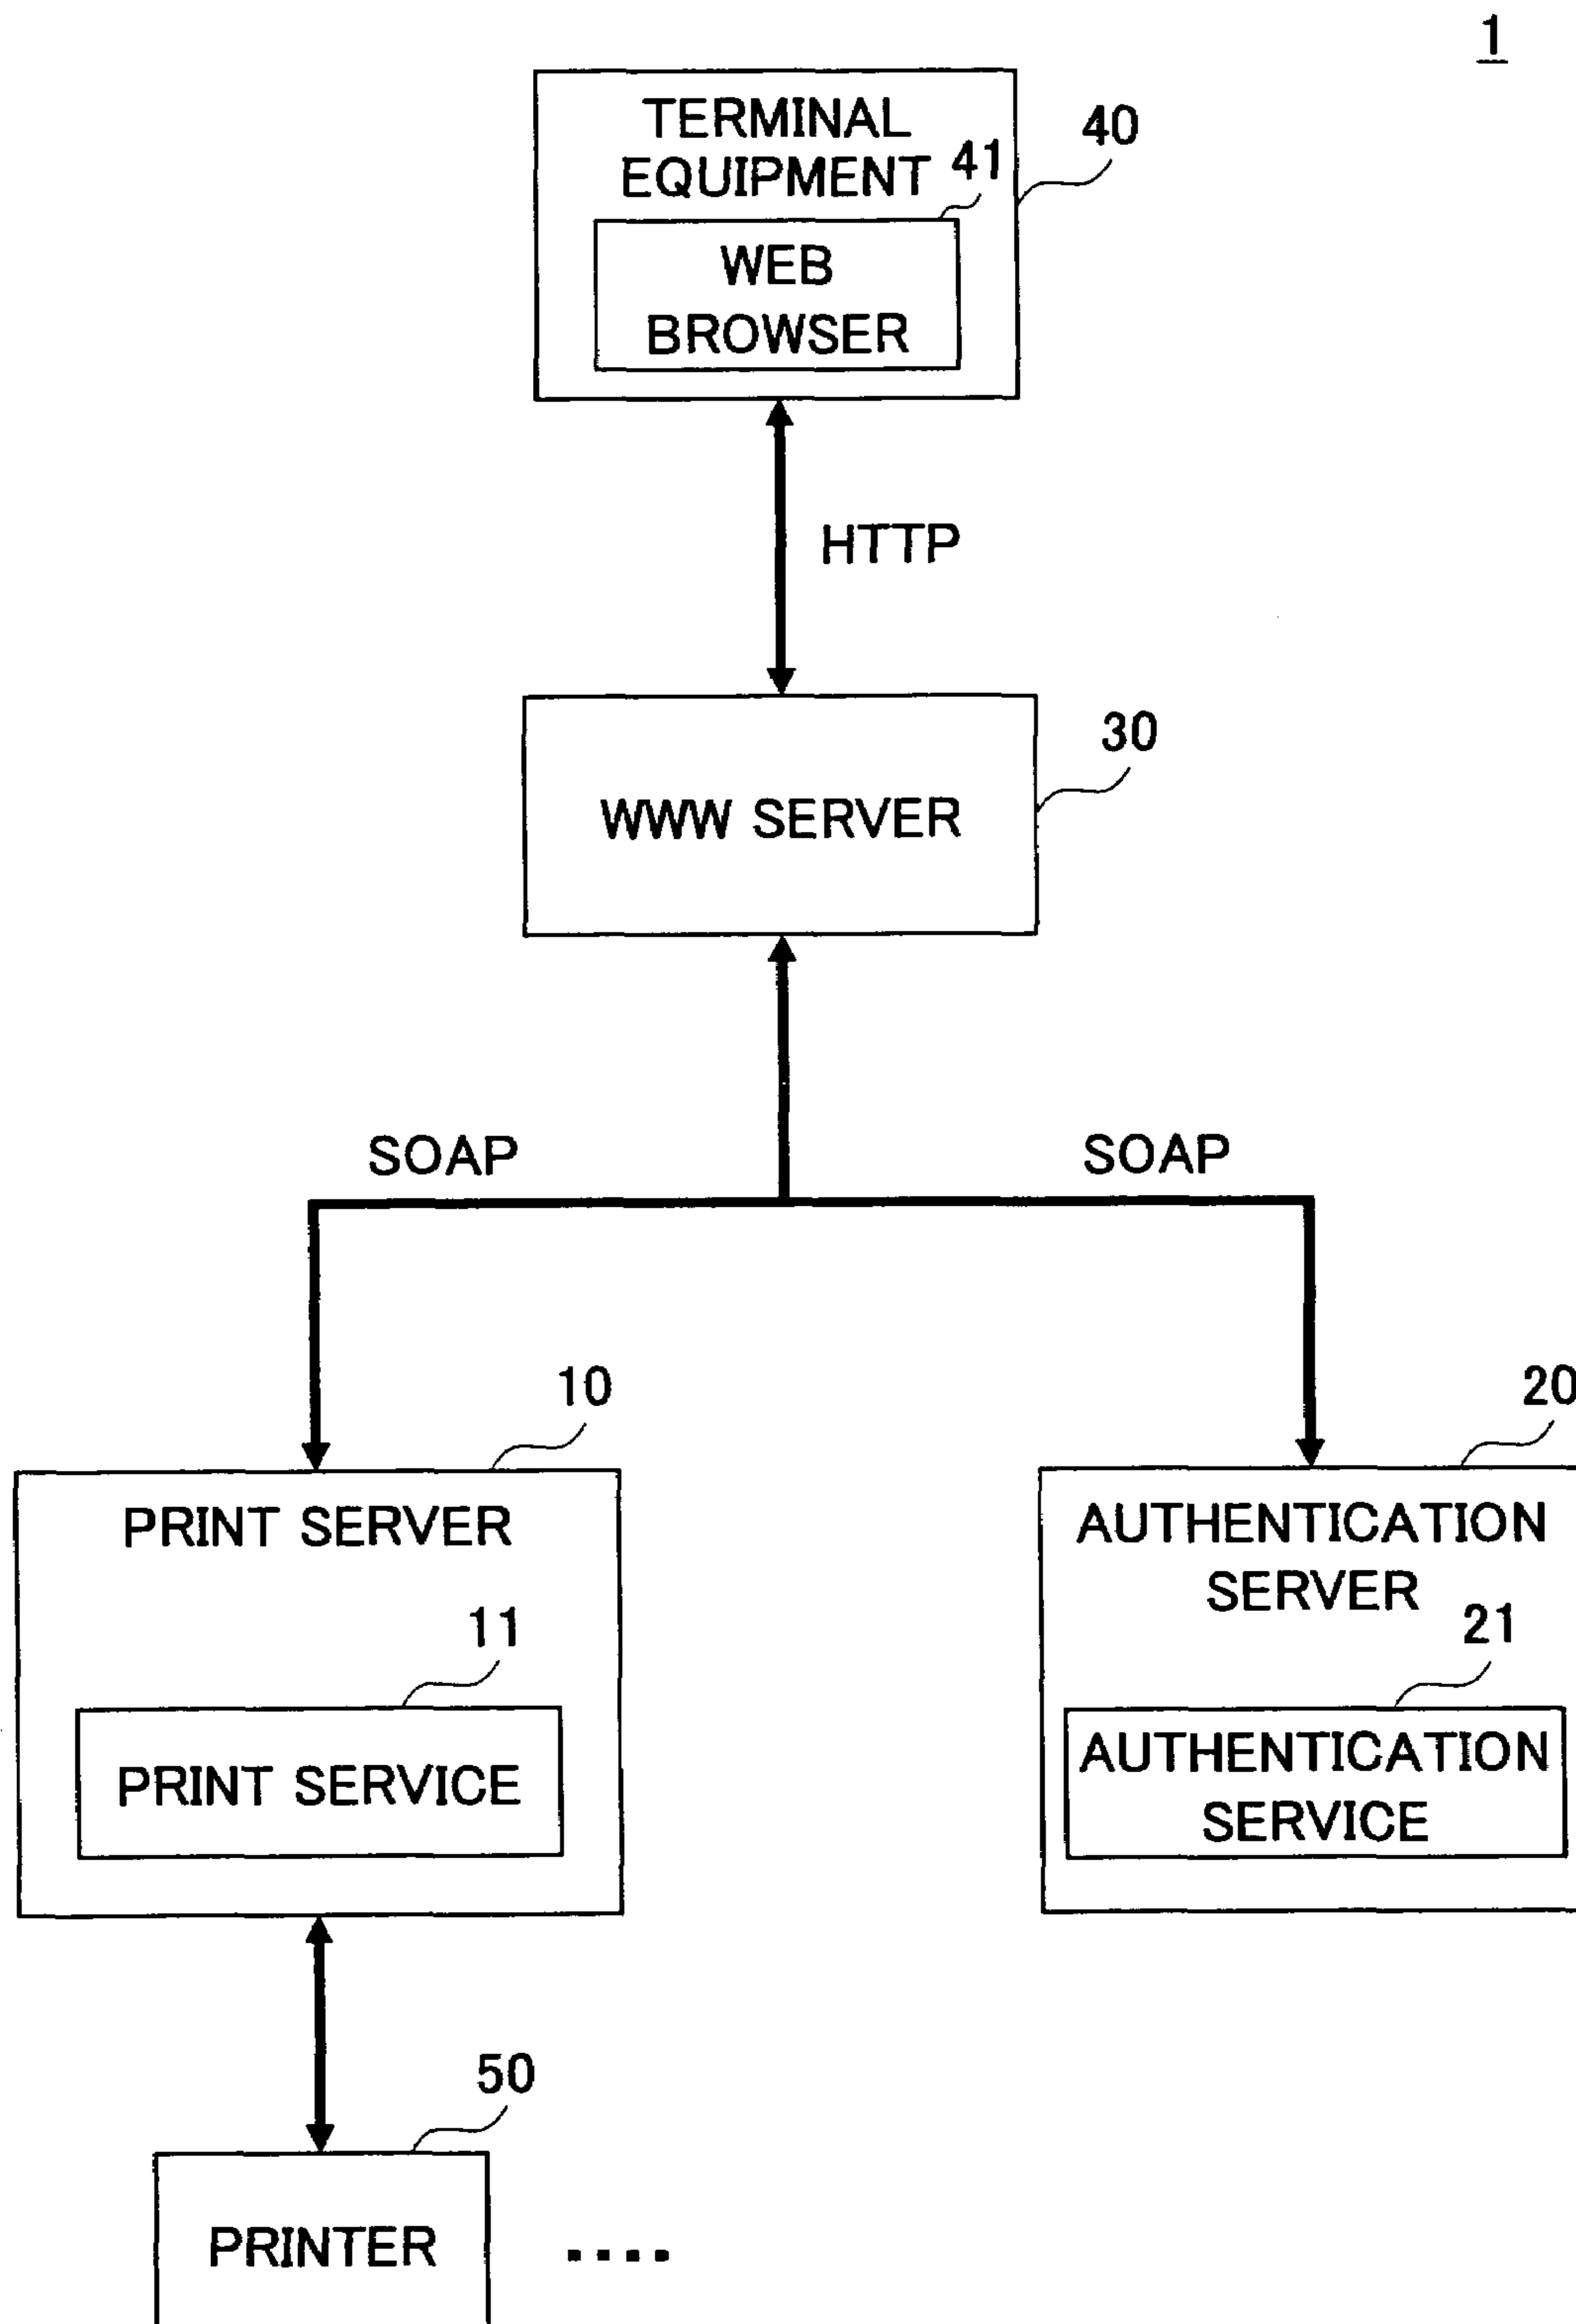 1
TERMINAL
EQUIPMENT
40
41
WEB
BROWSER
HTTP
30
WWW SERVER
SOAP
SOAP
10
20
PRINT SERVER
AUTHENTICATION
SERVER
11
21
PRINT SERVICE
AUTHENTICATION
SERVICE
50
PRINTER
....